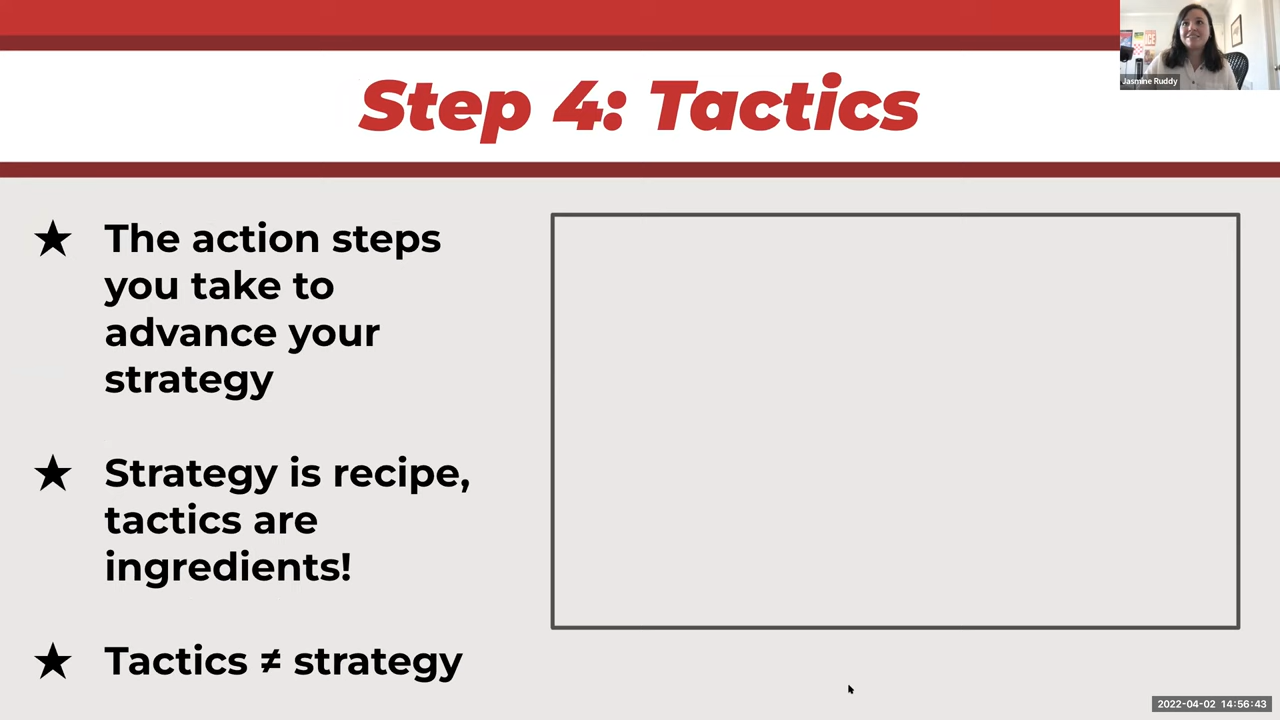 Step 4: Tactics
Jasmine Ruddy
★ The action steps
you take to
advance your
strategy
★ Strategy is recipe,
tactics are
ingredients!
★ Tactics ≠ strategy
2022-04-02 14:56:43